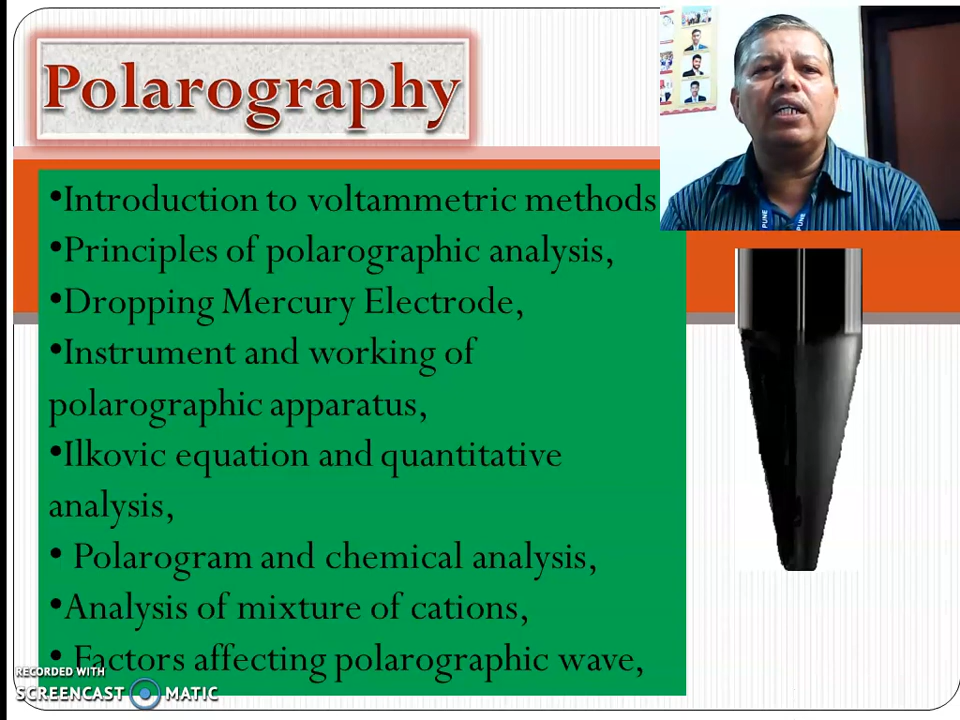 Polarography
•Introduction to voltammetric methods
•Principles of polarographic analysis,
•Dropping Mercury Electrode,
•Instrument and working of
polarographic apparatus,
•Ilkovic equation and quantitative
analysis,
• Polarogram and chemical analysis,
•Analysis of mixture of cations,
• Factors affecting polarographic wave,
RECORDED WITH
SCREENCAST MATIC
PUNE
PUNE